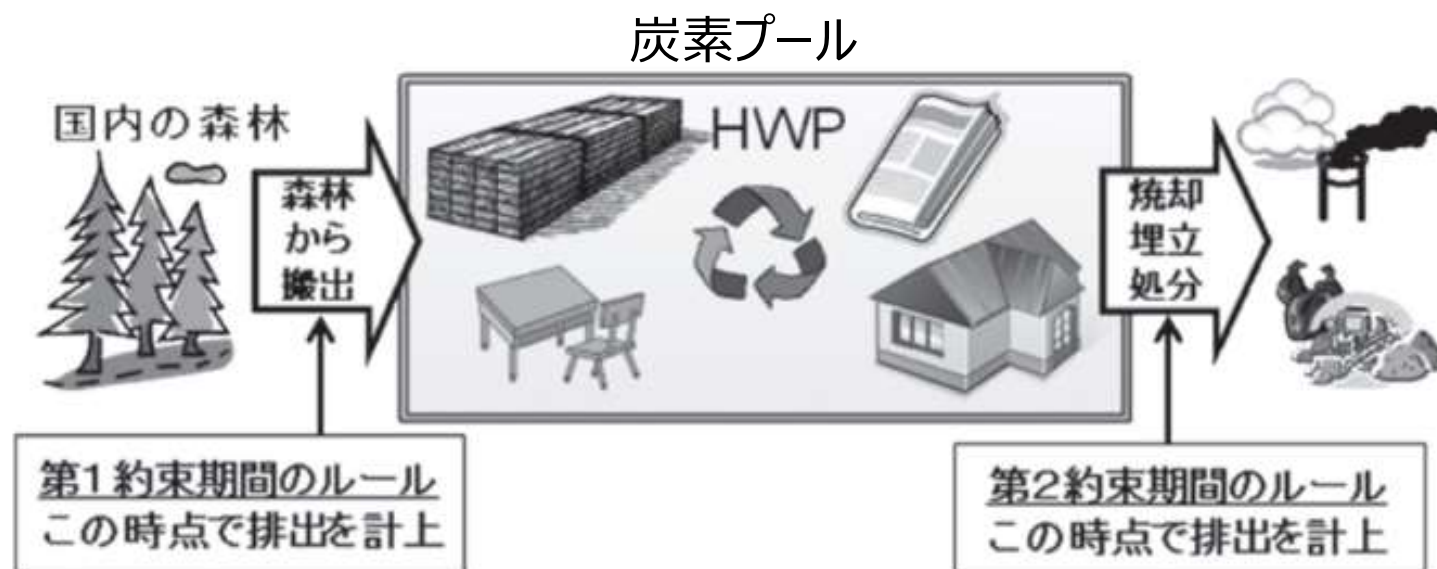 炭素プール
国内の森林
森林
から
搬出
HWP
焼却
埋立
処分
第1約束期間のルール
この時点で排出を計上
第2約束期間のルール
この時点で排出を計上